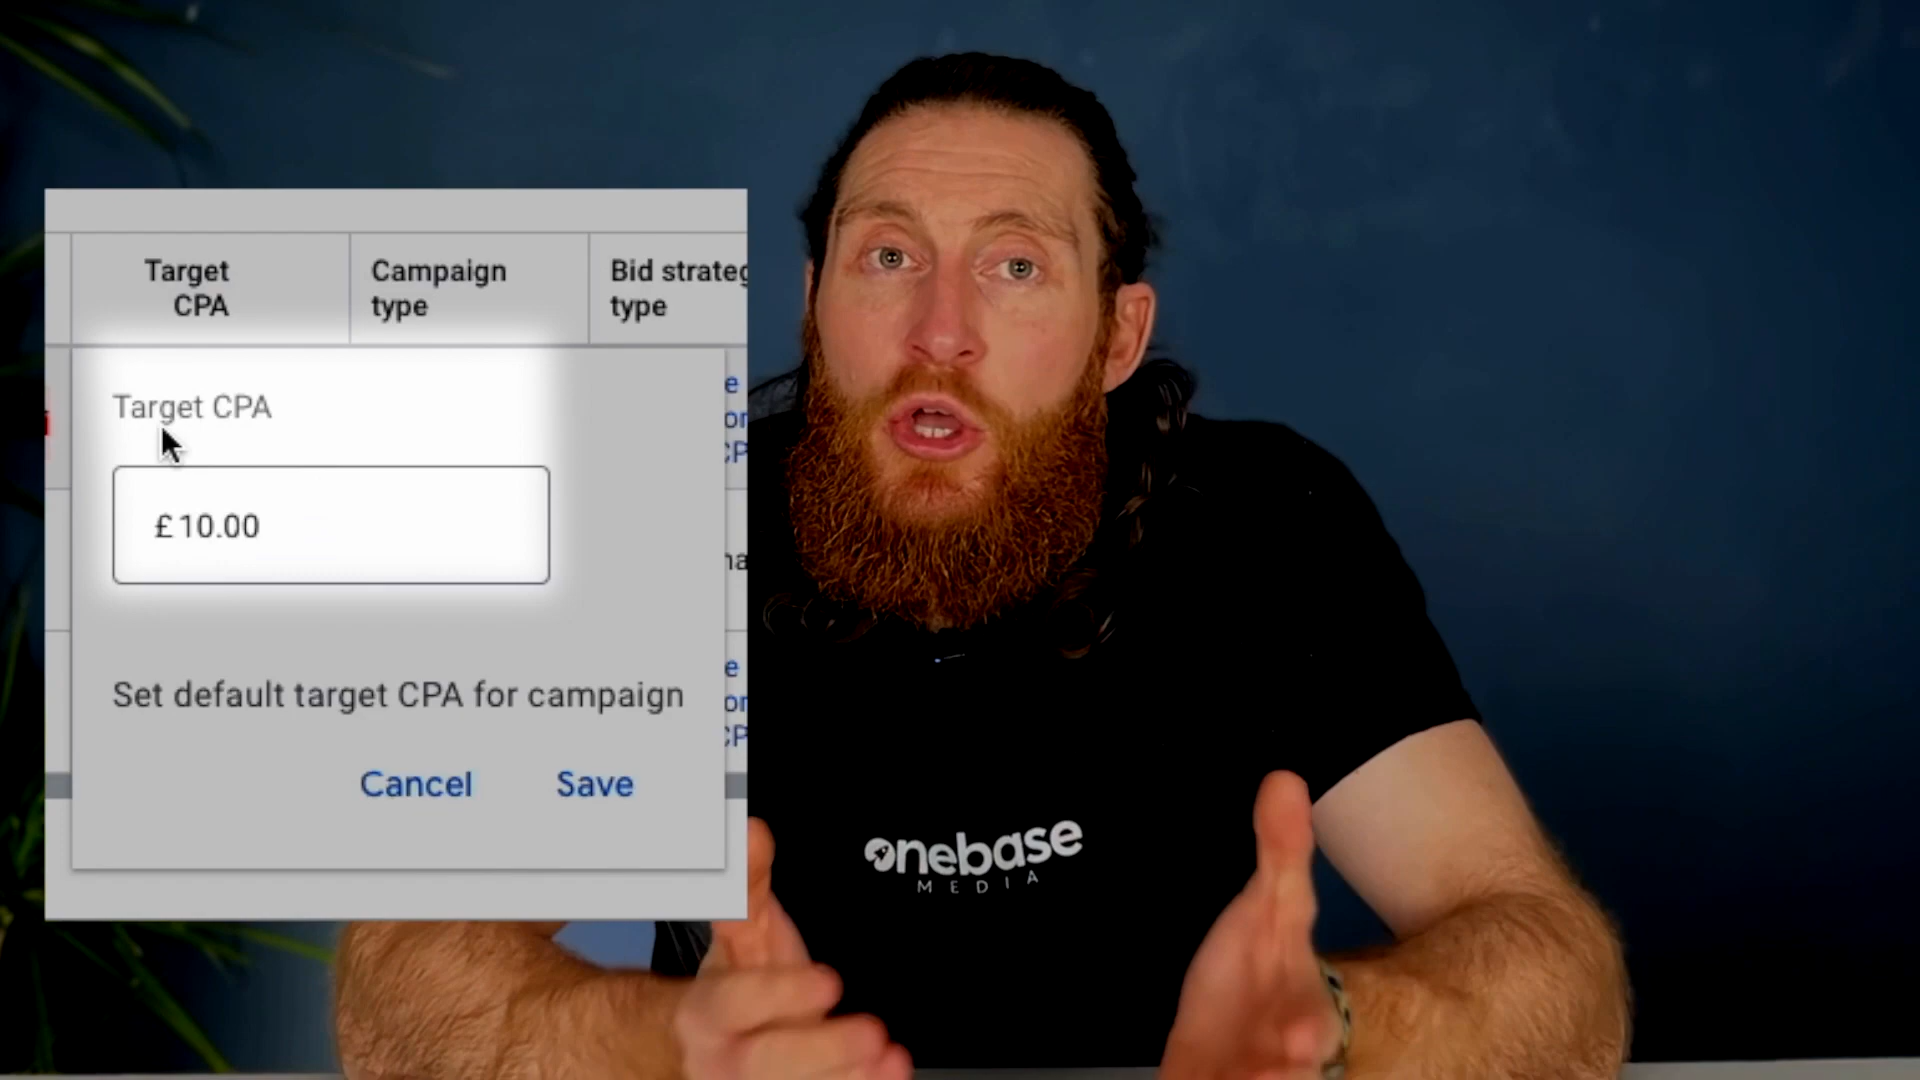 Target
CPA
Campaign
type
Bid strateg
type
Target CPA
£10.00
Set default target CPA for campaign
Cancel
Save
onebase
MEDIA